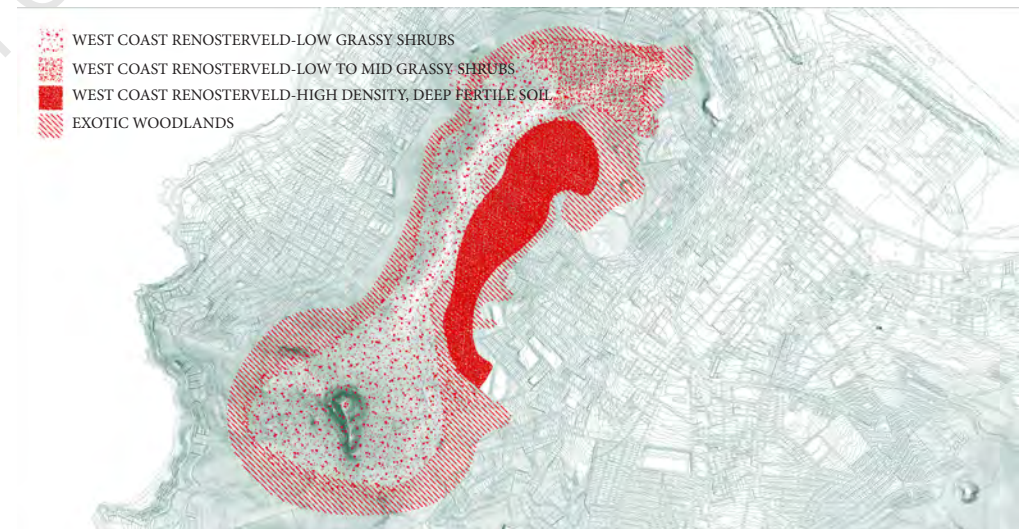 WEST COAST RENOSTERVELD-LOW GRASSY SHRUBS
WEST COAST RENOSTERVELD-LOW TO MID GRASSY SHRUBS
WEST COAST RENOSTERVELD-HIGH DENSITY, DEEP FERTILE SOIL
EXOTIC WOODLANDS